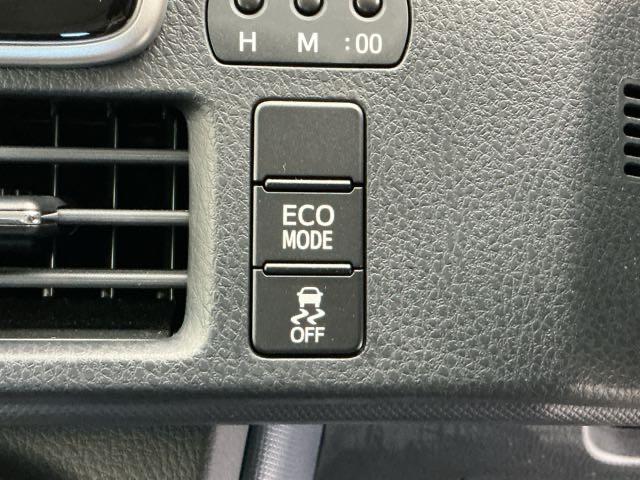 H M :00
ECO
MODE
OFF